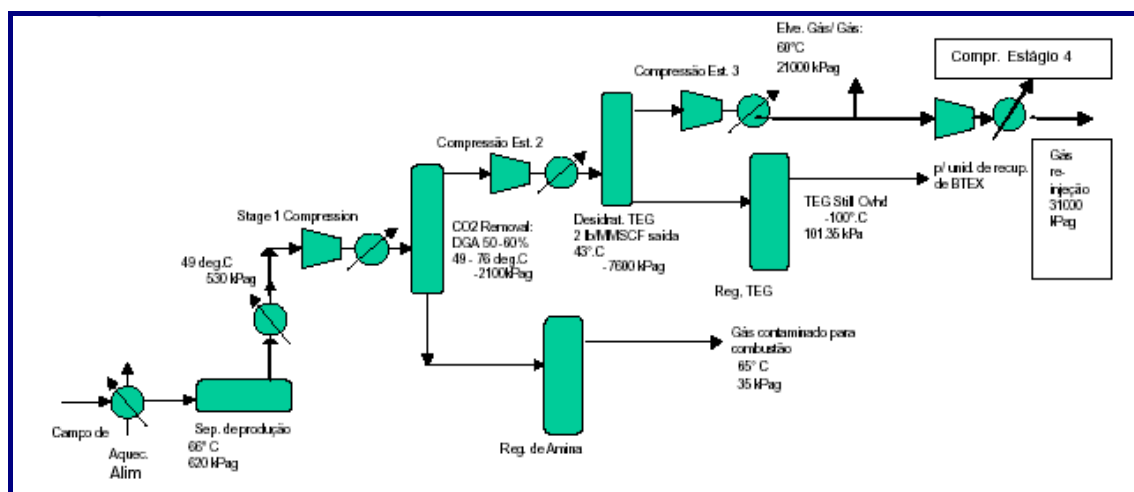 Elve. Gás/ Gás:
60°C
21000 kPag
Compr. Estágio 4
Compressão Est. 3
Compressão Est. 2
Stage 1 Compression
49 deg.C
530 kPag
CO2 Removal:
DGA 50-60%
49 - 76 deg.C
-2100kPag
Desidrat. TEG
2 lb/MMSCF saída
43°.C
-7600 kPag
TEG Still Ovhd
-100°.C
101.35 kPa
p/ unid. de recup.
de BTEX
Gás
re-
injeção
31000
kPag
Reg. TEG
Gás contaminado para
combustão
65° C
35 kPag
Reg. de Amina
Campo de
Aquec.
Alim
Sep. de produção
66° C
620 kPag